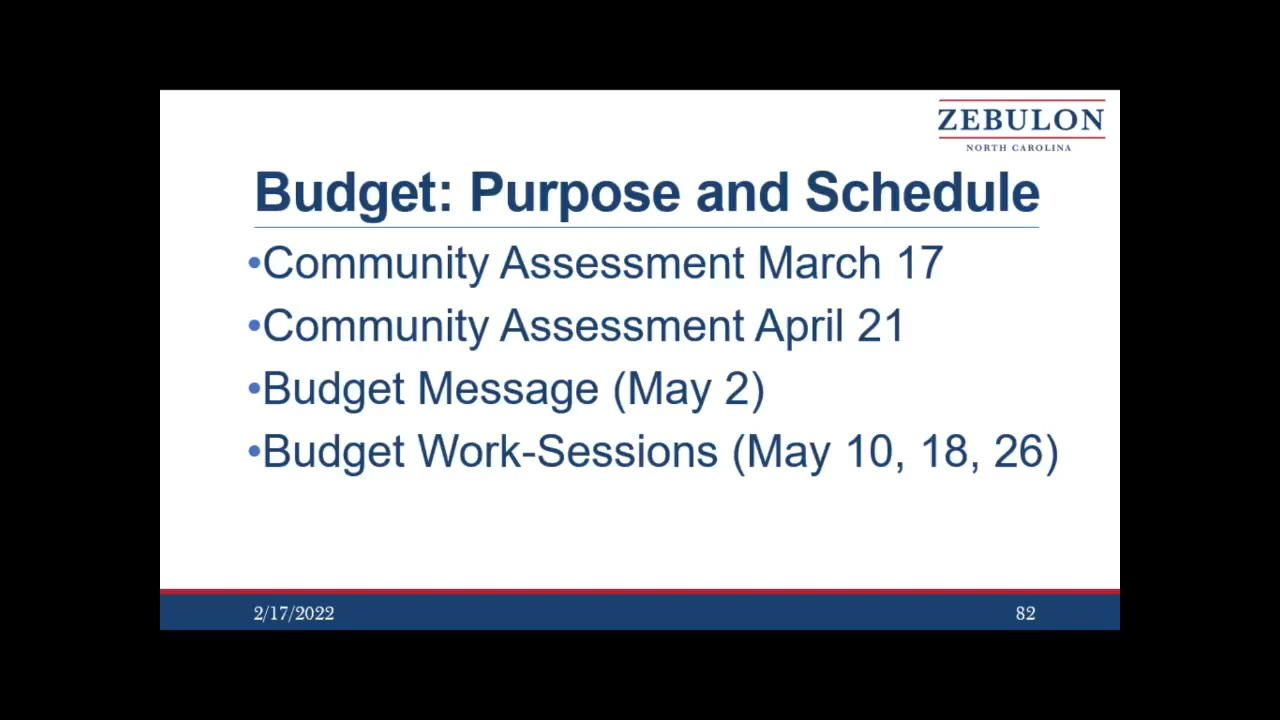 ZEBULON
NORTH CAROLINA
Budget: Purpose and Schedule
•Community Assessment March 17
•Community Assessment April 21
•Budget Message (May 2)
•Budget Work-Sessions (May 10, 18, 26)
2/17/2022
82